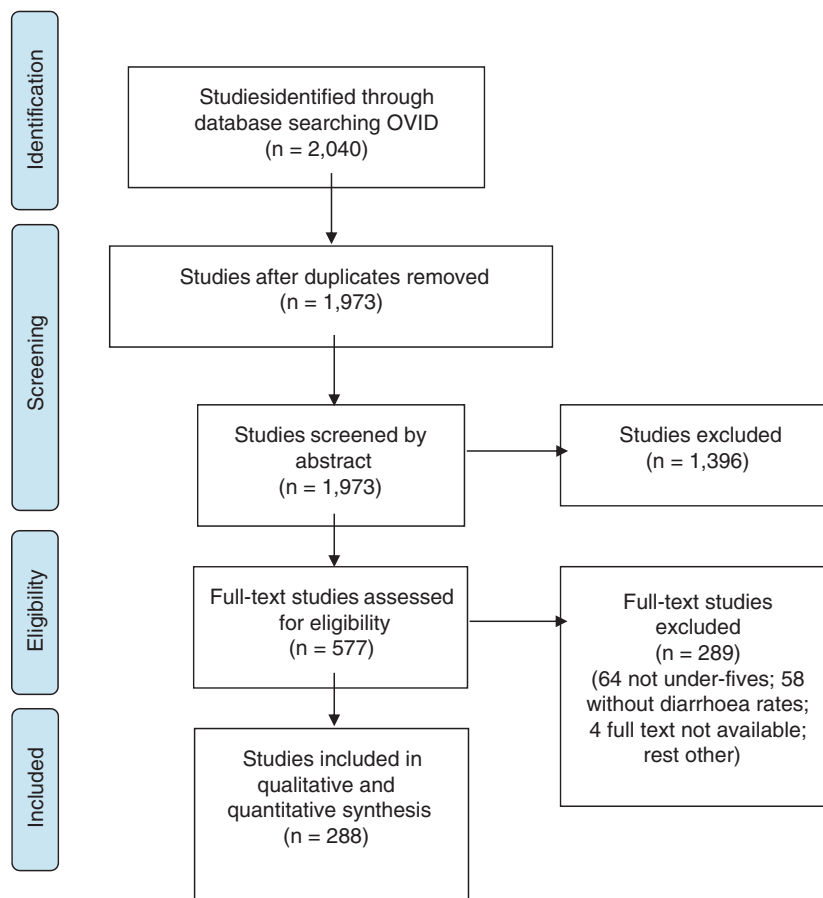 Identification
Studiesidentified through
database searching OVID
(n = 2,040)
Screening
Studies after duplicates removed
(n = 1,973)
Studies screened by
abstract
(n = 1,973)
Studies excluded
(n = 1,396)
Eligibility
Full-text studies assessed
for eligibility
(n = 577)
Full-text studies
excluded
(n = 289)
(64 not under-fives; 58
without diarrhoea rates;
4 full text not available;
rest other)
Included
Studies included in
qualitative and
quantitative synthesis
(n = 288)